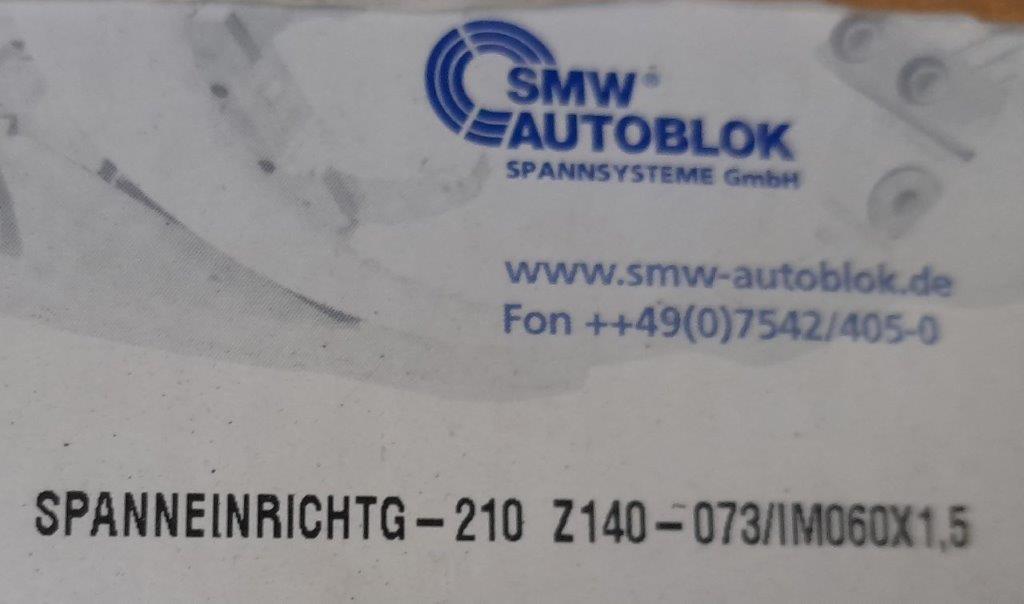 SMW®
AUTOBLOK
SPANNSYSTEME GmbH
www.smw-autoblok.de
Fon ++49(0)7542/405-0
SPANNEINRICHTG-210 Z140-073/IM060X1,5